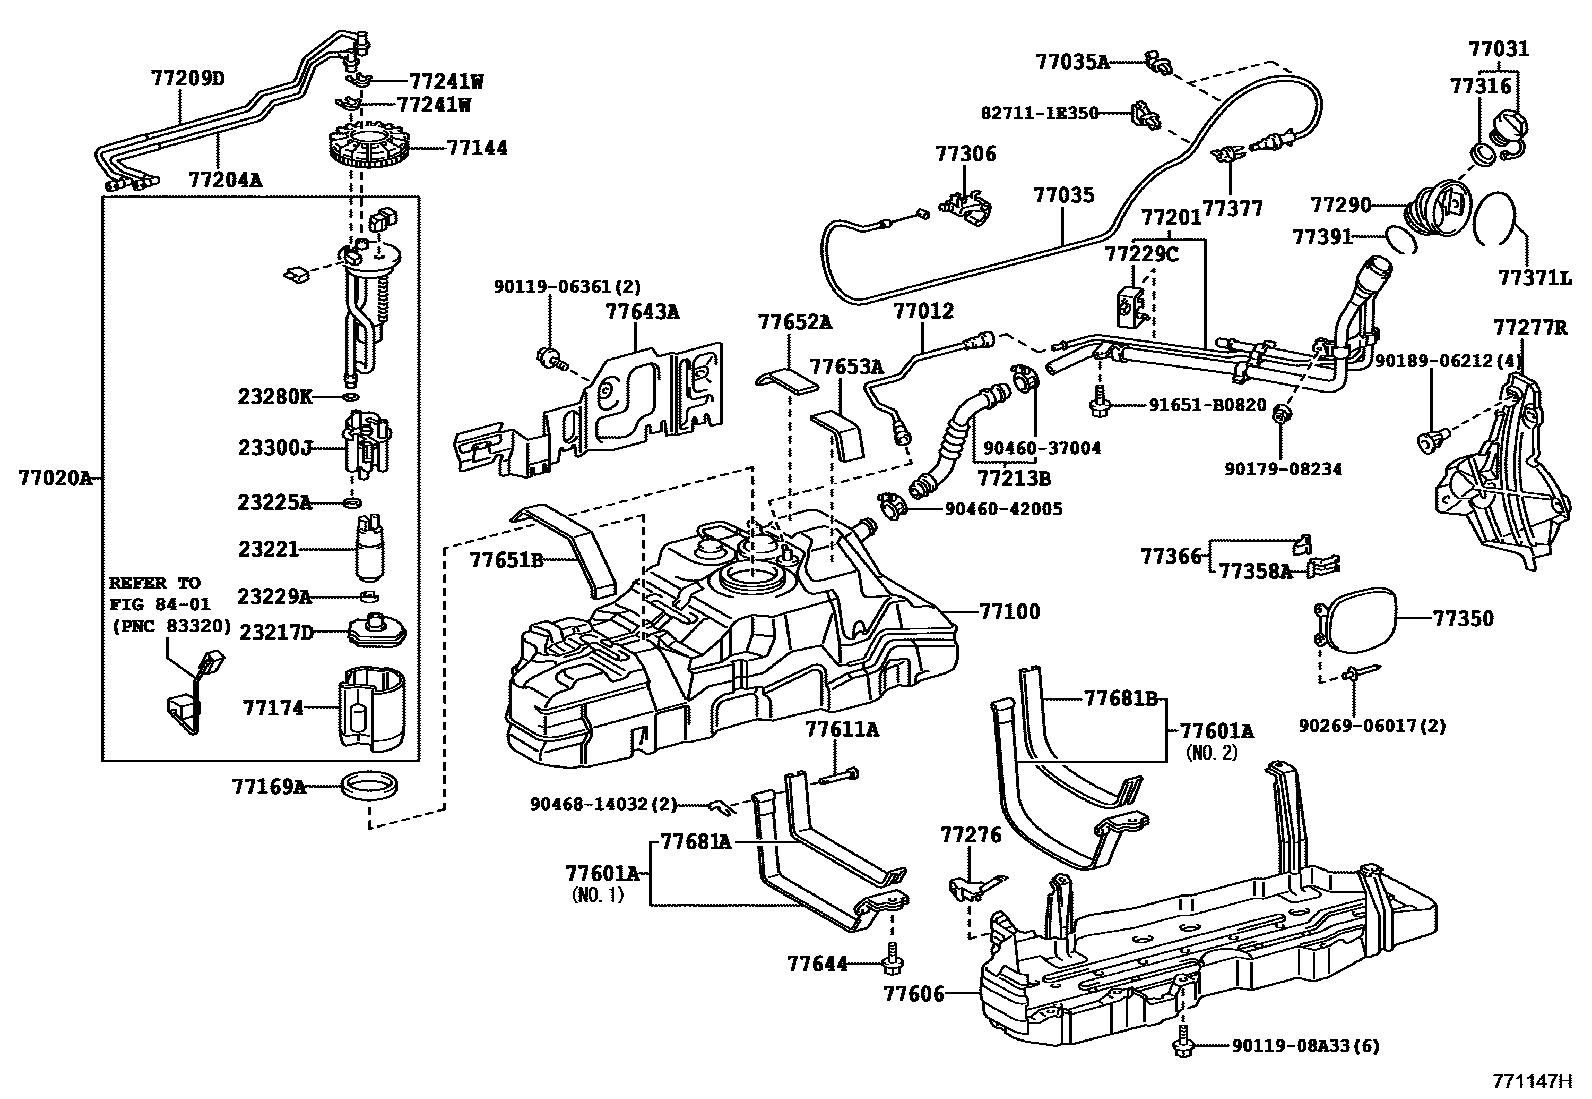 77209D
77241W
77241W
77144
77204A
77035A
82711-1E350
77306
77035
77377
77031
77316
77290
77391
77371L
77201
77229C
77277R
90119-06361(2)
77643A
77652A
77653A
77012
90189-06212(4)
91651-B0820
90179-08234
90460-37004
77213B
90460-42005
23280K
23300J
77020A
23225A
23221
23229A
23217D
77174
77169A
REFER TO
FIG 84-01
(PNC 83320)
77651B
77100
77366
77358A
77350
90269-06017(2)
77681B
77601A
(NO. 2)
77611A
90468-14032(2)
77681A
77601A
(NO. 1)
77644
77276
77606
90119-08A33(6)
771147H